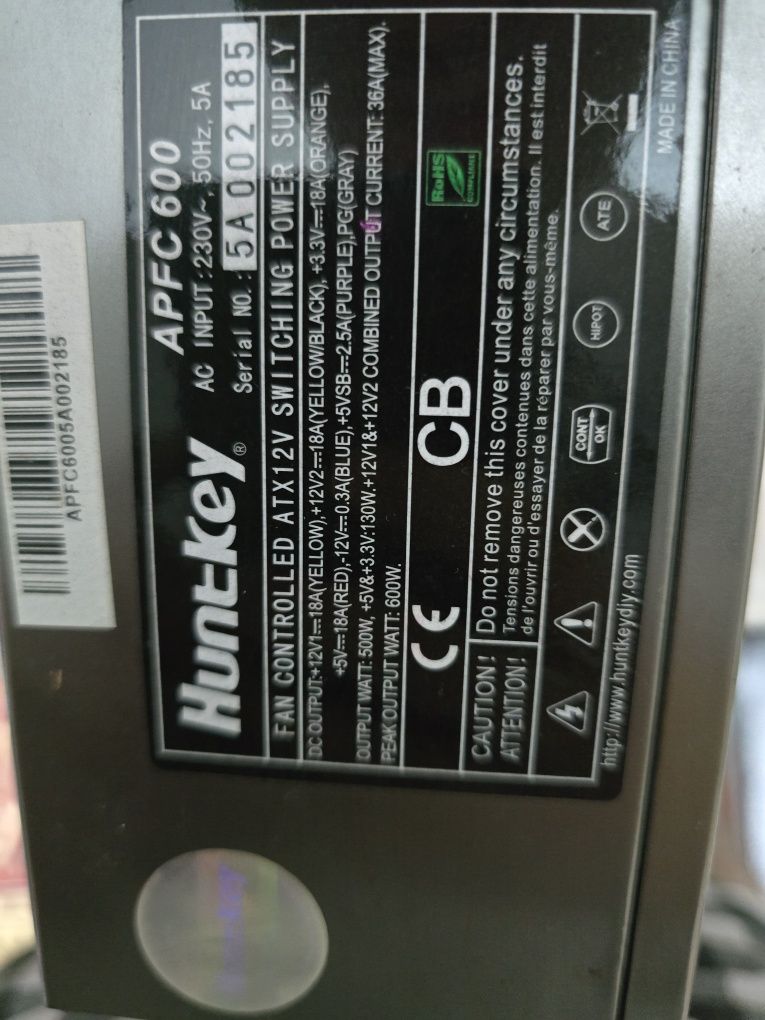 APFC6005A002185
Huntkey® APFC 600
AC INPUT:230V~, 50Hz, 5A
Serial NO.: 5A002185
FAN CONTROLLED ATX12V SWITCHING POWER SUPPLY
DC OUTPUT:+12V1⎓18A(YELLOW),+12V2⎓18A(YELLOW/BLACK), +3.3V⎓18A(ORANGE),
+5V⎓18A(RED),-12V⎓0.3A(BLUE),+5VSB⎓2.5A(PURPLE),PG(GRAY)
OUTPUT WATT: 500W, +5V&+3.3V:130W.+12V1&+12V2 COMBINED OUTPUT CURRENT: 36A(MAX).
PEAK OUTPUT WATT: 600W.
CE CB RoHS
COMPLIANT
CAUTION! Do not remove this cover under any circumstances.
ATTENTION! Tensions dangereuses contenues dans cette alimentation. Il est interdit
de l'ouvrir ou d'essayer de la réparer par vous-même.
CONT OK HIPOT ATE
http://www.huntkeydiy.com MADE IN CHINA
Huntkey